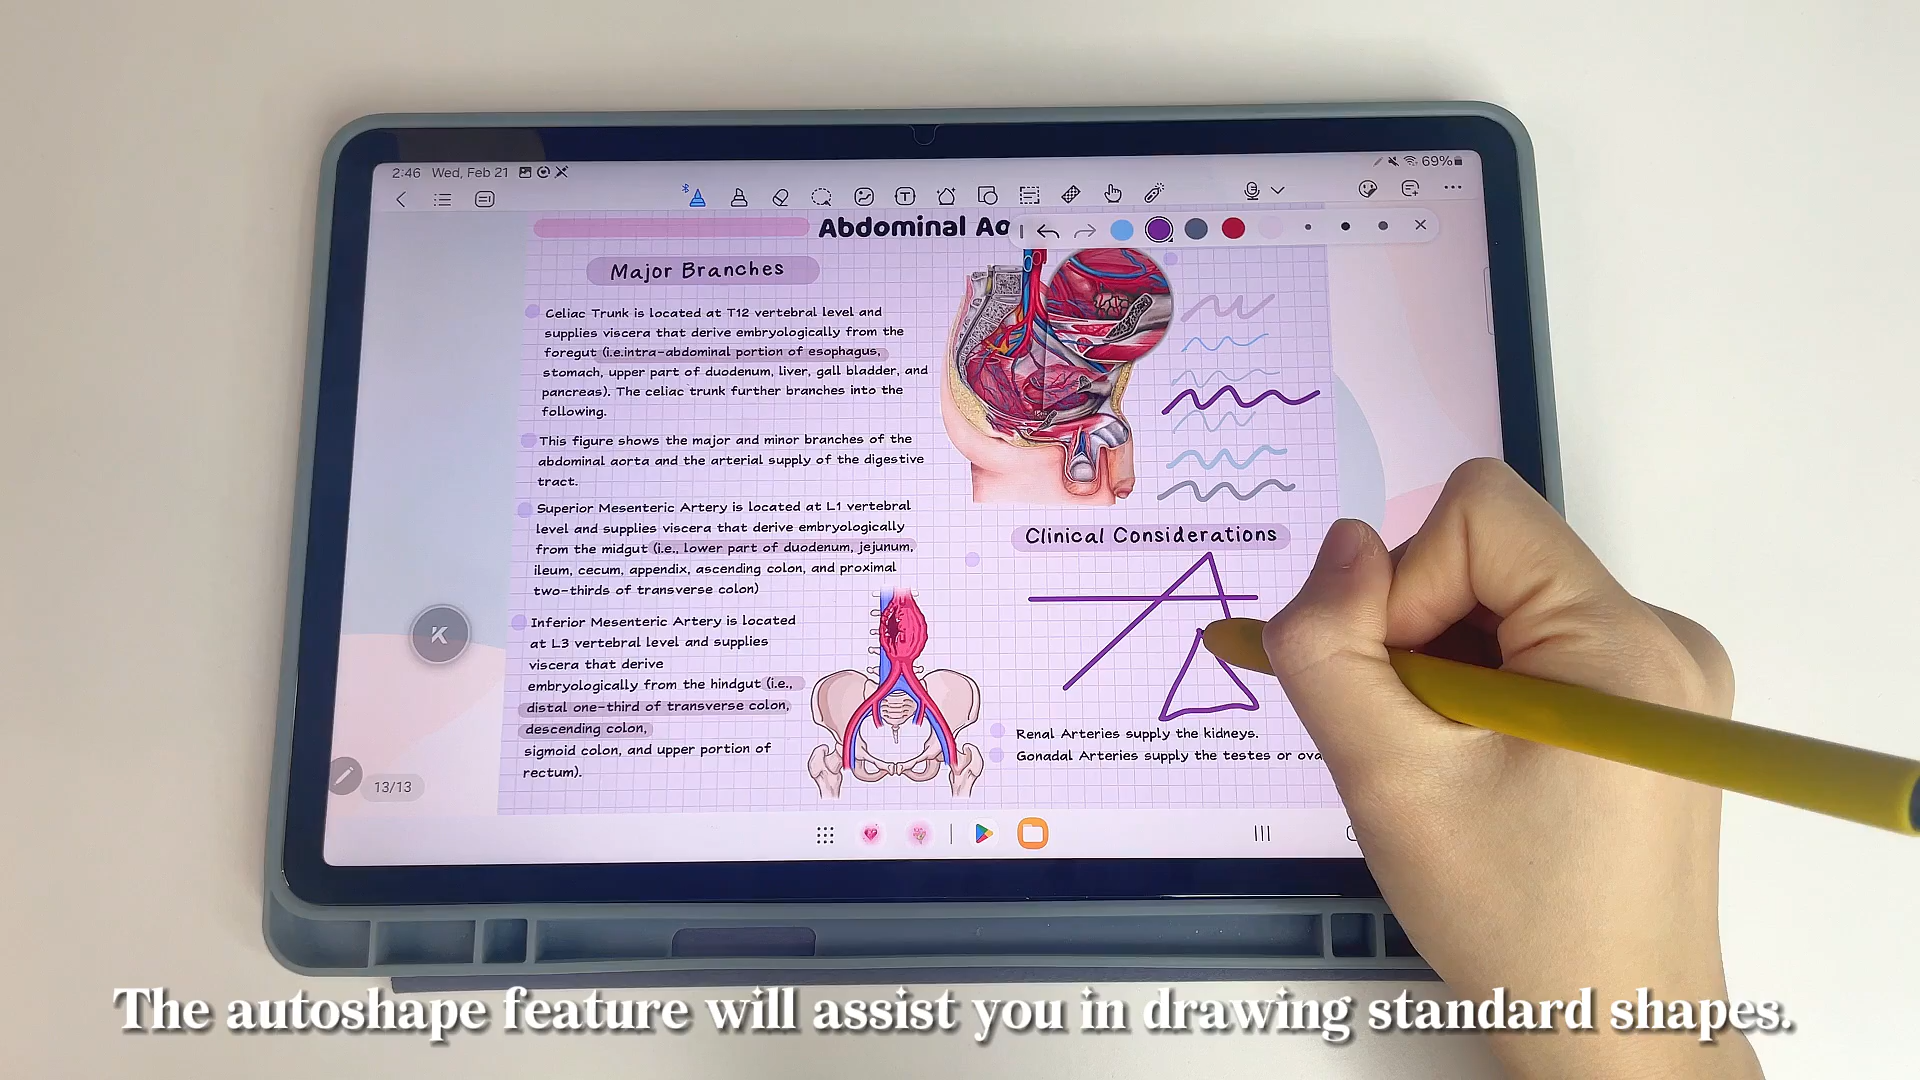 2:46 Wed, Feb 21
69%
Abdominal Ao
Major Branches
Celiac Trunk is located at T12 vertebral level and
supplies viscera that derive embryologically from the
foregut (i.e.intra-abdominal portion of esophagus,
stomach, upper part of duodenum, liver, gall bladder, and
pancreas). The celiac trunk further branches into the
following.
This figure shows the major and minor branches of the
abdominal aorta and the arterial supply of the digestive
tract.
Superior Mesenteric Artery is located at L1 vertebral
level and supplies viscera that derive embryologically
from the midgut (i.e., lower part of duodenum, jejunum,
ileum, cecum, appendix, ascending colon, and proximal
two-thirds of transverse colon)
Inferior Mesenteric Artery is located
at L3 vertebral level and supplies
viscera that derive
embryologically from the hindgut (i.e.,
distal one-third of transverse colon,
descending colon,
sigmoid colon, and upper portion of
rectum).
Clinical Considerations
Renal Arteries supply the kidneys.
Gonadal Arteries supply the testes or ova
K
13/13
The autoshape feature will assist you in drawing standard shapes.